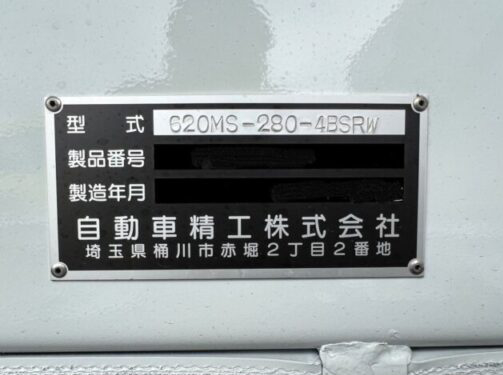 型式 620MS-280-4BSRW
製品番号
製造年月
自動車精工株式会社
埼玉県桶川市赤堀2丁目2番地